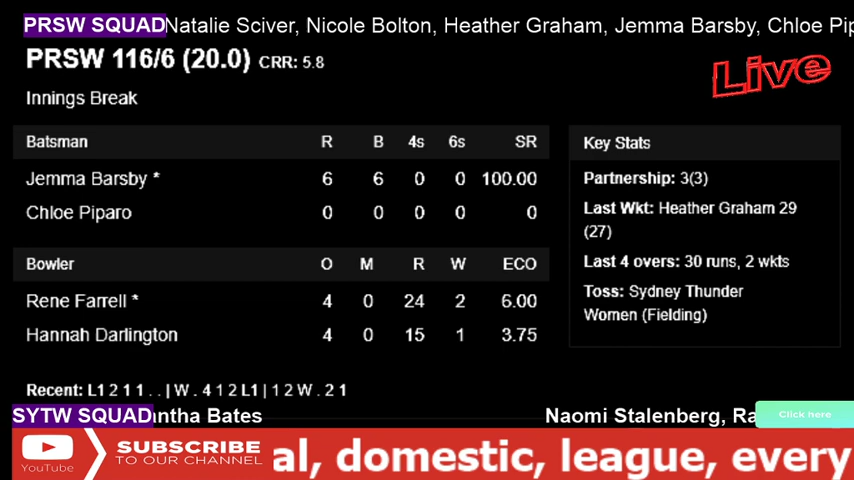 PRSW SQUAD Natalie Sciver, Nicole Bolton, Heather Graham, Jemma Barsby, Chloe Pip
PRSW 116/6 (20.0) CRR: 5.8
Live
Innings Break
Batsman R B 4s 6s SR
Jemma Barsby * 6 6 0 0 100.00
Chloe Piparo 0 0 0 0 0
Bowler O M R W ECO
Rene Farrell * 4 0 24 2 6.00
Hannah Darlington 4 0 15 1 3.75
Key Stats
Partnership: 3(3)
Last Wkt: Heather Graham 29
(27)
Last 4 overs: 30 runs, 2 wkts
Toss: Sydney Thunder
Women (Fielding)
Recent: L1 2 1 1 . . | W . 4 1 2 L1 | 1 2 W . 2 1
SYTW SQUAD antha Bates Naomi Stalenberg, Ra
Click here
YouTube
SUBSCRIBE
TO OUR CHANNEL
al, domestic, league, every